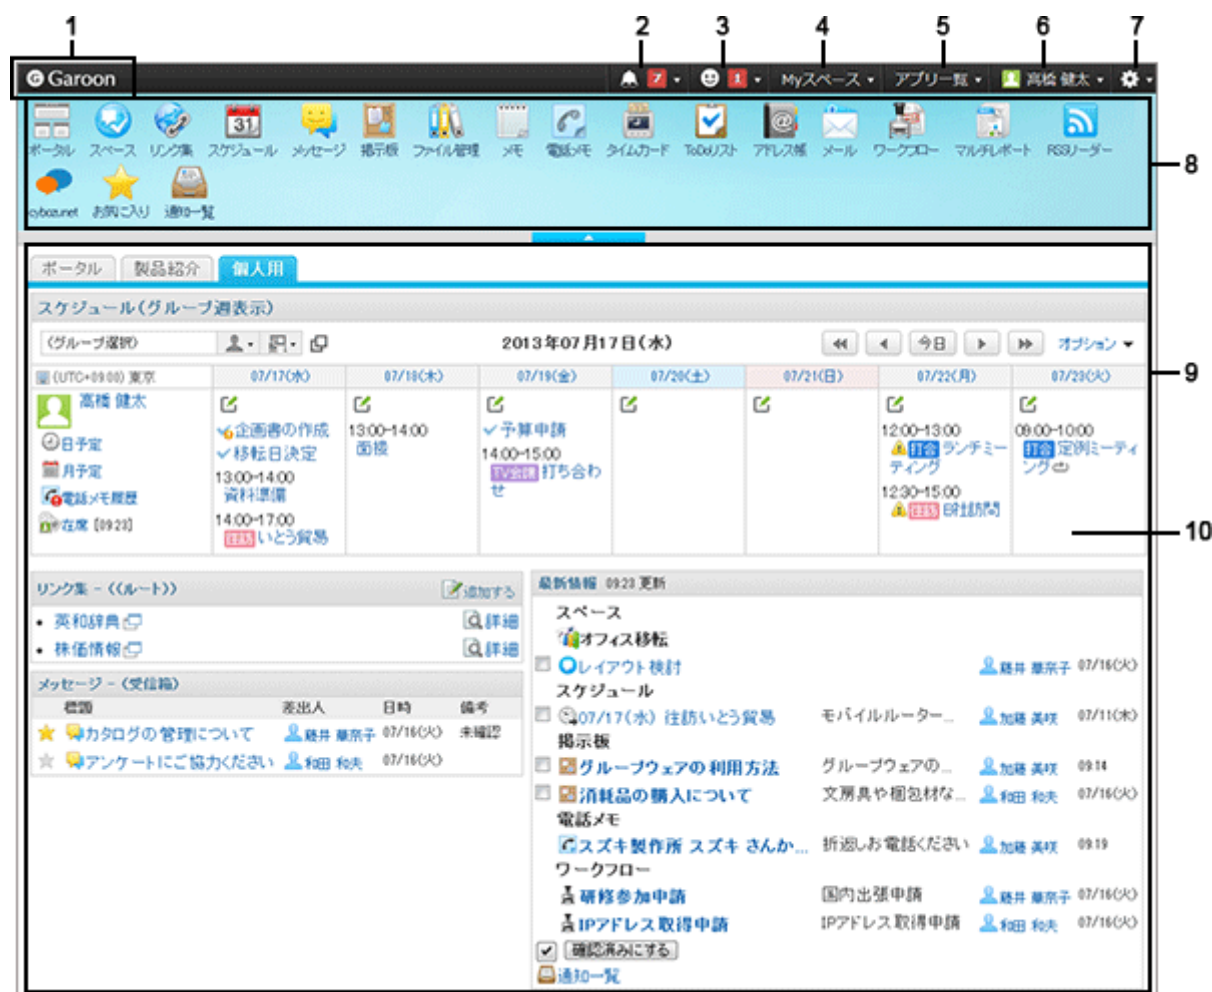 1 2 3 4 5 6 7
Garoon 7 1 Myスペース アプリ一覧 高橋 健太
ポータル スペース リンク集 スケジュール メッセージ 掲示板 ファイル管理 メモ 電話メモ タイムカード ToDoリスト アドレス帳 メール ワークフロー マルチレポート RSSリーダー
8
cybozu.net お気に入り 通知一覧
ポータル 製品紹介 個人用
スケジュール(グループ週表示)
(グループ選択) 2013年07月17日(水) 今日 オプション
(UTC+09:00) 東京 07/17(水) 07/18(木) 07/19(金) 07/20(土) 07/21(日) 07/22(月) 07/23(火)
9
高橋 健太
日予定
月予定
電話メモ履歴
在席 [09:23]
企画書の作成
移転日決定
13:00-14:00
資料準備
14:00-17:00
往訪 いとう貿易
13:00-14:00
面接
予算申請
14:00-15:00
TV会議 打ち合わ
せ
12:00-13:00
打合 ランチミー
ティング
12:30-15:00
往訪
09:00-10:00
打合 定例ミーティ
ング
10
リンク集 - ((ルート)) 追加する
英和辞典 詳細
株価情報 詳細
メッセージ - (受信箱)
標題 差出人 日時 備考
カタログの管理について 藤井 華奈子 07/16(火) 未確認
アンケートにご協力ください 和田 和夫 07/16(火)
最新情報 09:23 更新
スペース
オフィス移転
レイアウト検討 藤井 華奈子 07/16(火)
スケジュール
07/17(水) 往訪いとう貿易 モバイルルーター... 加藤 美咲 07/11(木)
掲示板
グループウェアの利用方法 グループウェアの... 加藤 美咲 09:14
消耗品の購入について 文房具や梱包材な... 和田 和夫 07/16(火)
電話メモ
スズキ製作所 スズキ さんか... 折返しお電話ください 加藤 美咲 09:19
ワークフロー
研修参加申請 国内出張申請 藤井 華奈子 07/16(火)
IPアドレス取得申請 IPアドレス取得申請 和田 和夫 07/16(火)
確認済みにする
通知一覧